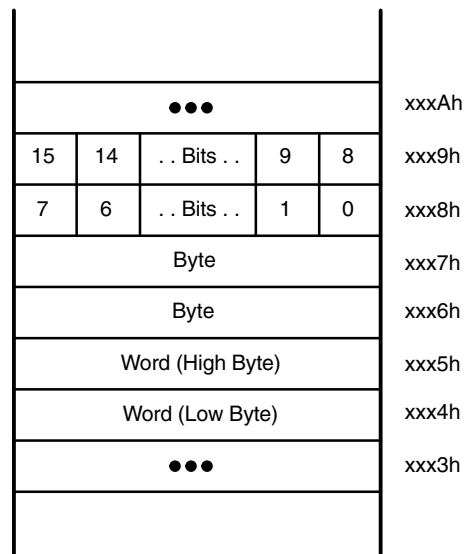 ●●● xxxAh
15 14 . . Bits . . 9 8 xxx9h
7 6 . . Bits . . 1 0 xxx8h
Byte xxx7h
Byte xxx6h
Word (High Byte) xxx5h
Word (Low Byte) xxx4h
●●● xxx3h